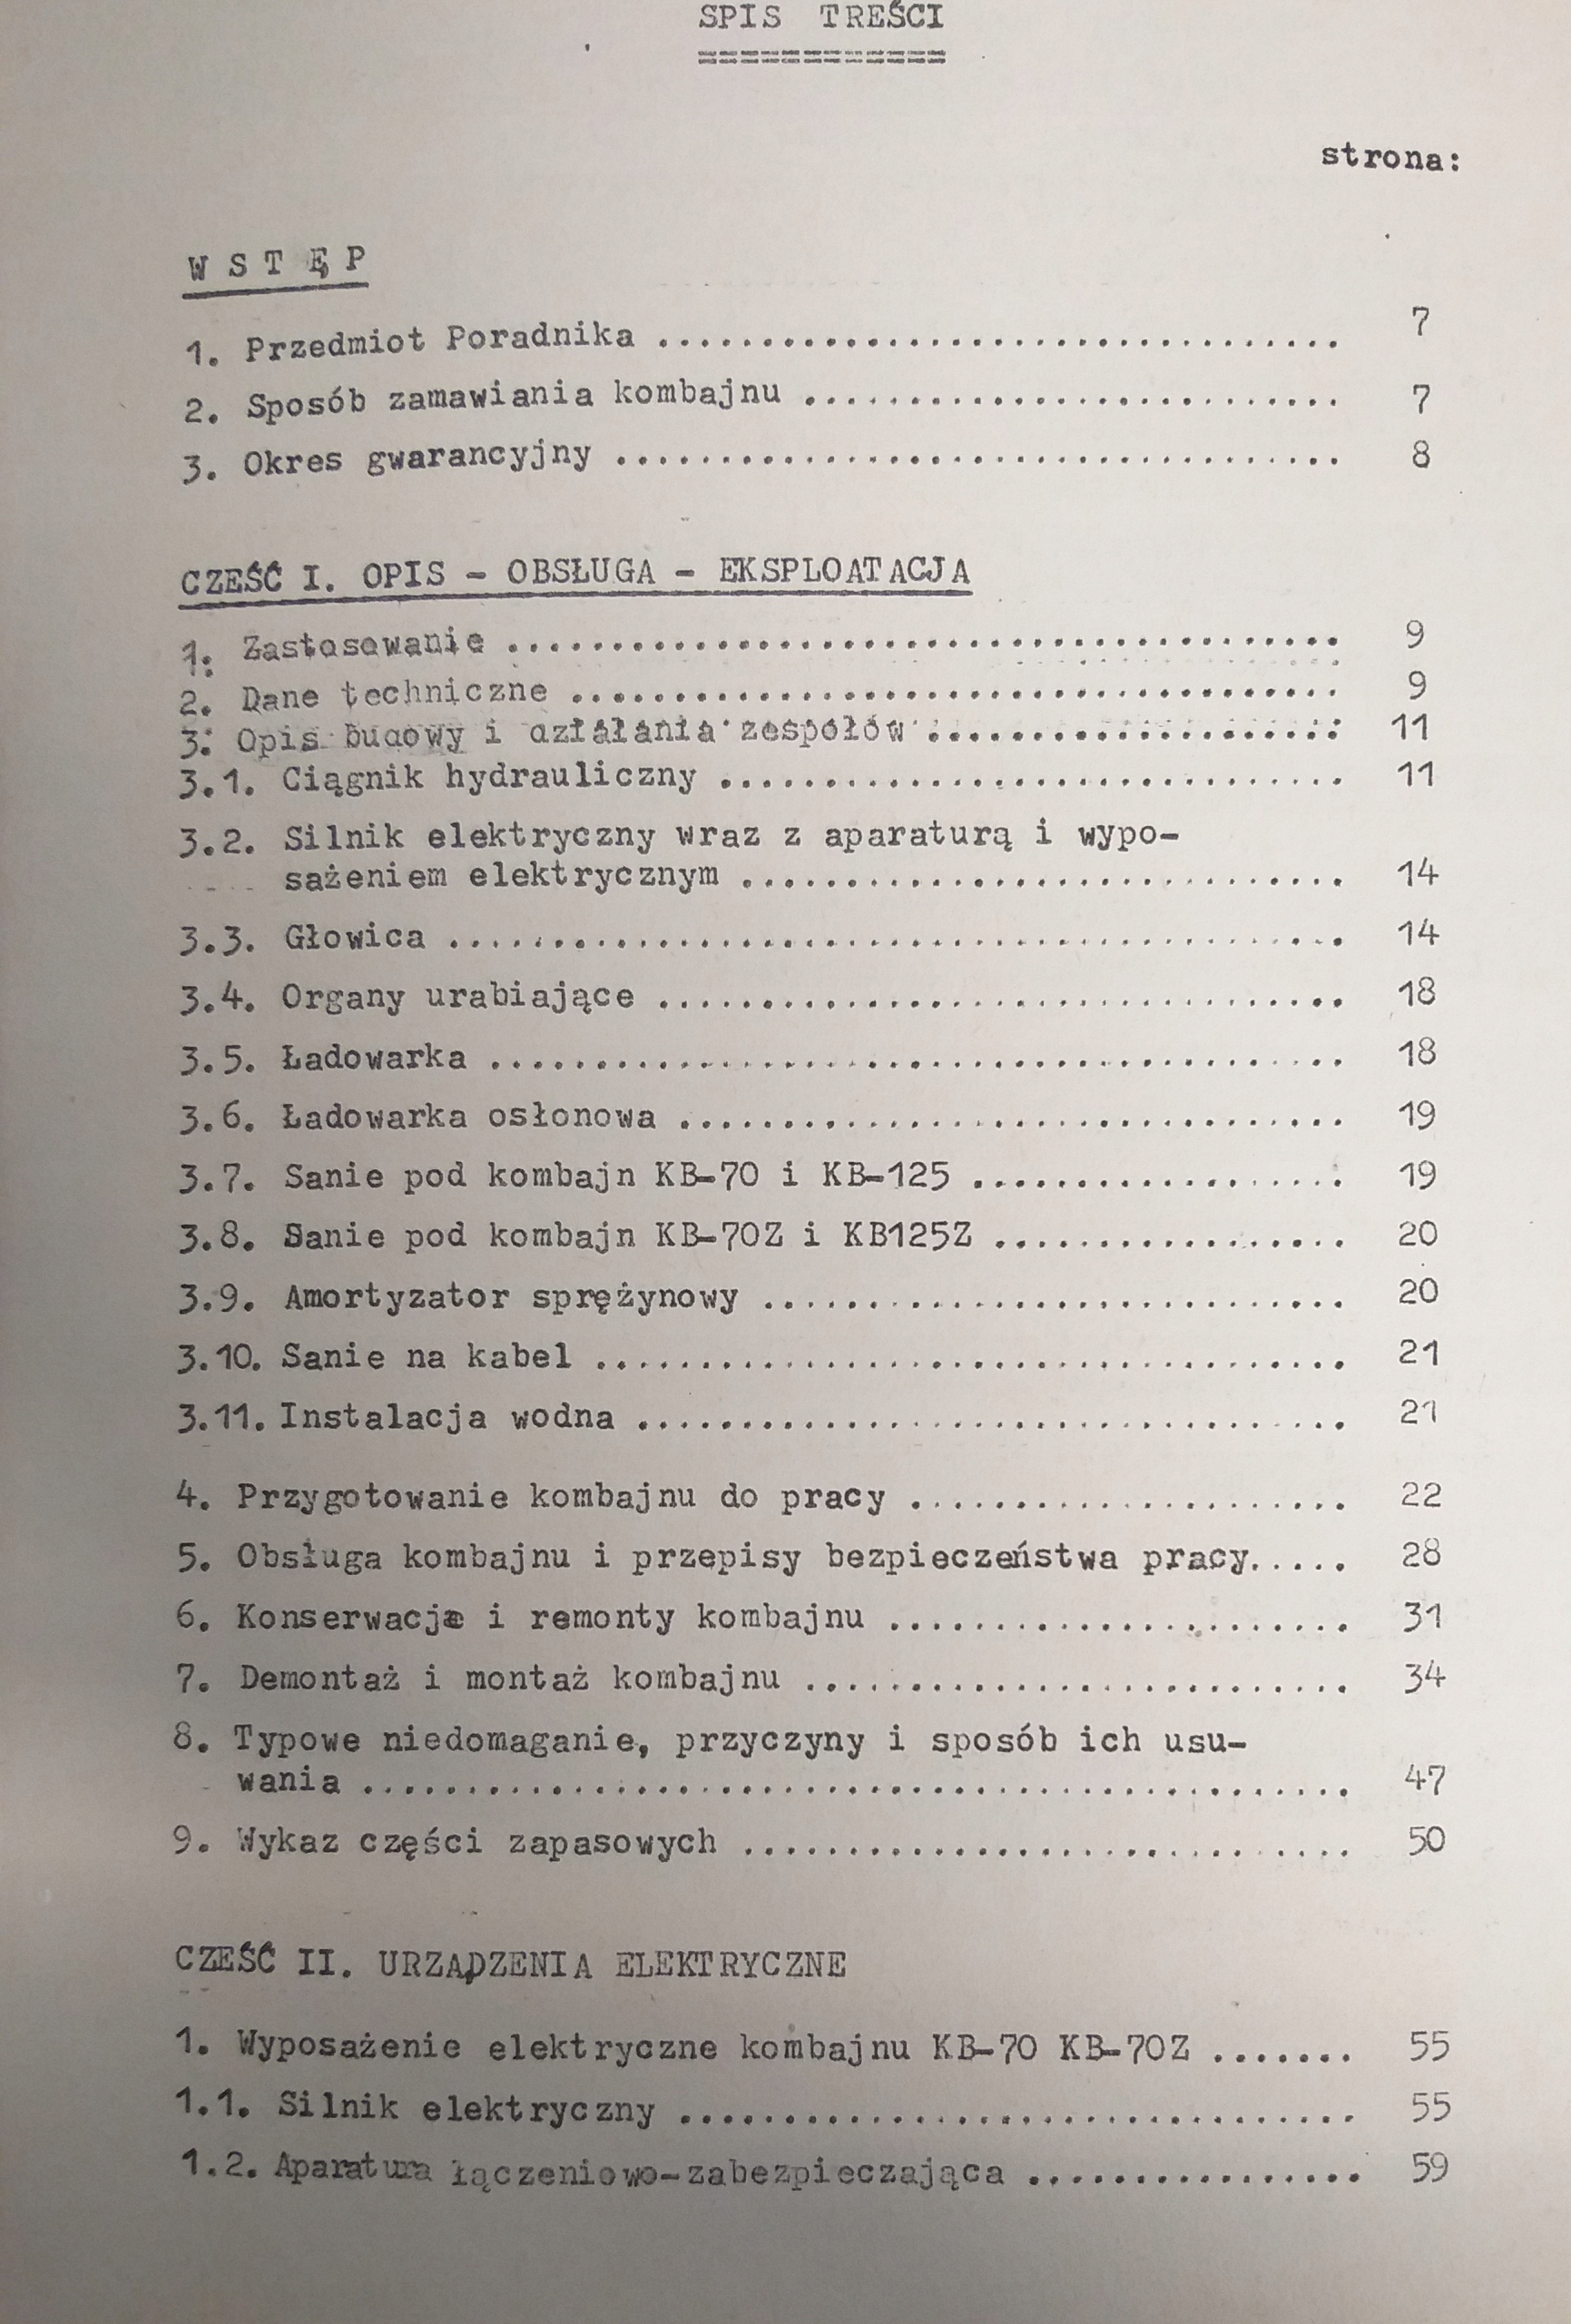 SPIS TREŚCI
strona:
W S T Ę P
1. Przedmiot Poradnika .................................. 7
2. Sposób zamawiania kombajnu .......................... 7
3. Okres gwarancyjny ................................... 8
CZEŚĆ I. OPIS - OBSŁUGA - EKSPLOATACJA
1. Zastosowanie ........................................ 9
2. Dane techniczne ..................................... 9
3. Opis budowy i działania zespołów .................... 11
3.1. Ciągnik hydrauliczny .............................. 11
3.2. Silnik elektryczny wraz z aparaturą i wypo-
sażeniem elektrycznym ............................. 14
3.3. Głowica ........................................... 14
3.4. Organy urabiające ................................. 18
3.5. Ładowarka ......................................... 18
3.6. Ładowarka osłonowa ................................ 19
3.7. Sanie pod kombajn KB-70 i KB-125 .................. 19
3.8. Sanie pod kombajn KB-70Z i KB125Z ................. 20
3.9. Amortyzator sprężynowy ............................ 20
3.10. Sanie na kabel .................................... 21
3.11. Instalacja wodna .................................. 21
4. Przygotowanie kombajnu do pracy ..................... 22
5. Obsługa kombajnu i przepisy bezpieczeństwa pracy..... 28
6. Konserwacje i remonty kombajnu ...................... 31
7. Demontaż i montaż kombajnu .......................... 34
8. Typowe niedomaganie, przyczyny i sposób ich usu-
wania ............................................... 47
9. Wykaz części zapasowych ............................. 50
CZEŚĆ II. URZĄDZENIA ELEKTRYCZNE
1. Wyposażenie elektryczne kombajnu KB-70 KB-70Z ....... 55
1.1. Silnik elektryczny ................................ 55
1.2. Aparatura łączeniowo-zabezpieczająca ................ 59